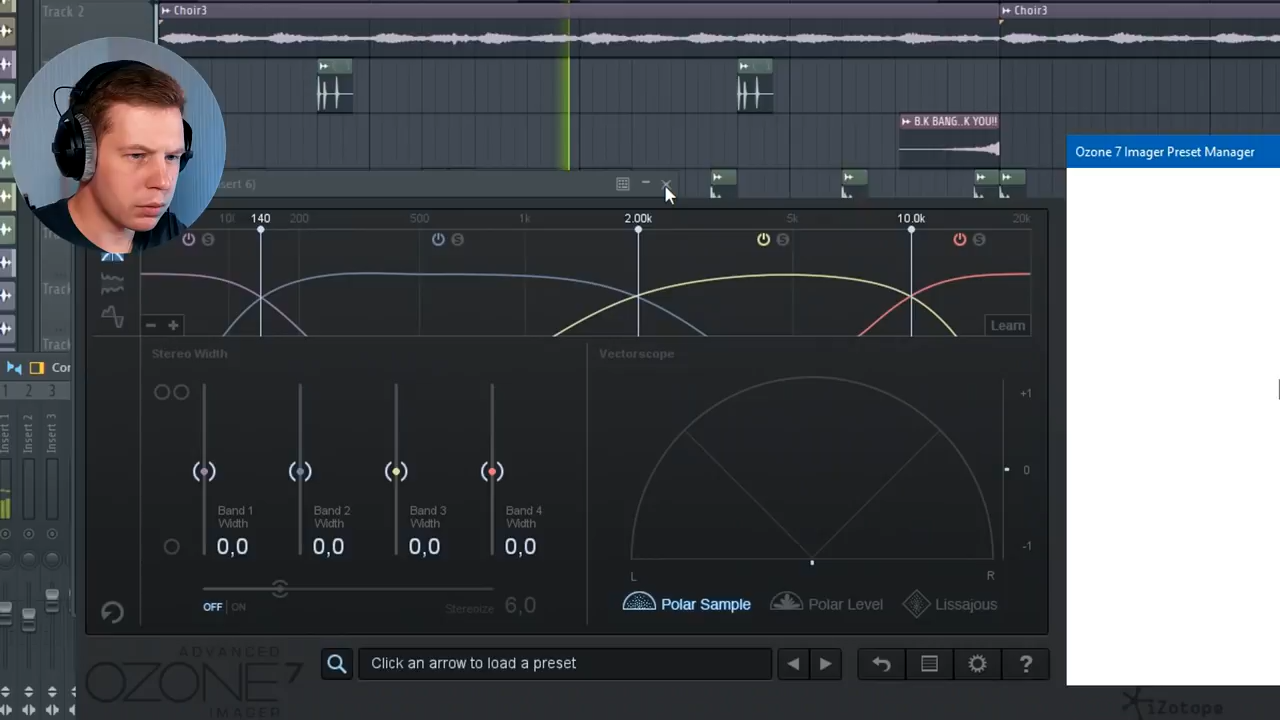 Track 2
Choir3
Choir3
B.K BANG..K YOU!!
Ozone 7 Imager Preset Manager
sert 6)
140
200
500
1k
2.00k
5k
10.0k
20k
S
S
S
S
Track
Learn
Track
Stereo Width
Vectorscope
Cor
1
2
3
+1
Insert 1
Insert 2
Insert 3
0
Band 1
Width
Band 2
Width
Band 3
Width
Band 4
Width
0,0
0,0
0,0
0,0
-1
L
R
OFF | ON
Stereoize
6,0
Polar Sample
Polar Level
Lissajous
ADVANCED
OZONE 7
IMAGER
Click an arrow to load a preset
?
iZotope